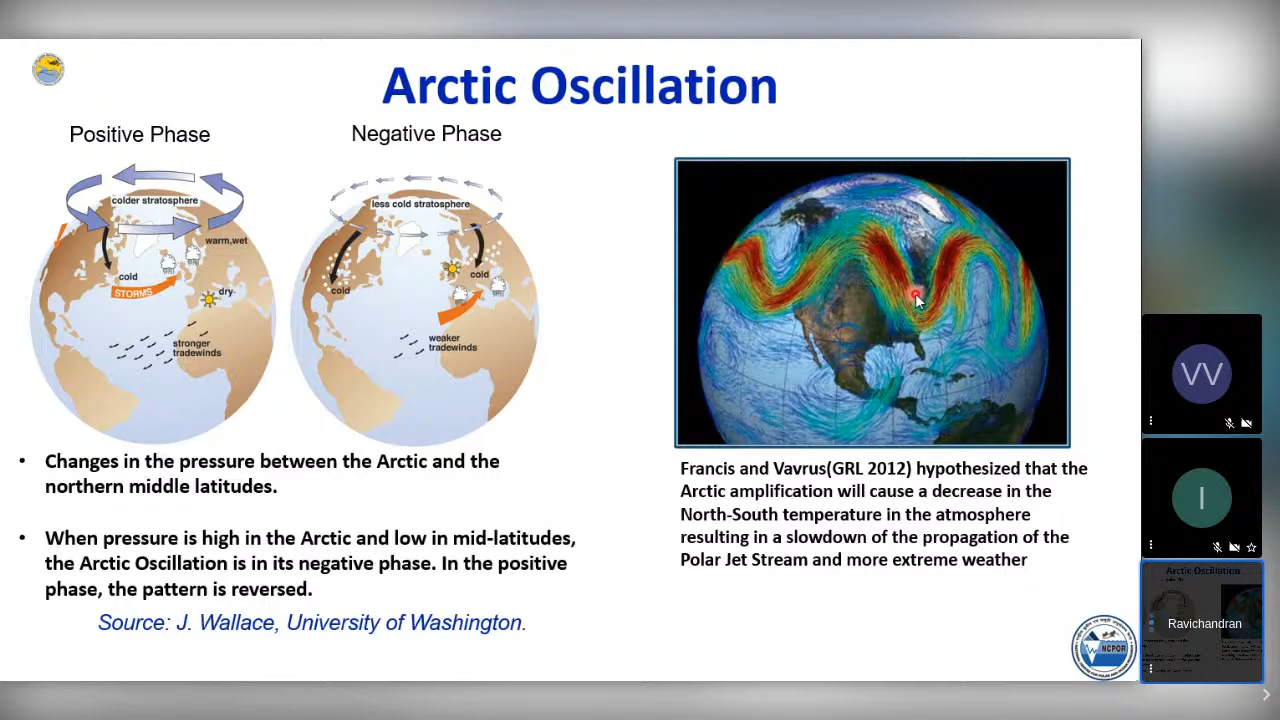 Arctic Oscillation
Positive Phase
Negative Phase
colder stratosphere
warm,wet
cold
STORMS
dry
stronger
tradewinds
less cold stratosphere
cold
cold
weaker
tradewinds
• Changes in the pressure between the Arctic and the
northern middle latitudes.
• When pressure is high in the Arctic and low in mid-latitudes,
the Arctic Oscillation is in its negative phase. In the positive
phase, the pattern is reversed.
Source: J. Wallace, University of Washington.
Francis and Vavrus(GRL 2012) hypothesized that the
Arctic amplification will cause a decrease in the
North-South temperature in the atmosphere
resulting in a slowdown of the propagation of the
Polar Jet Stream and more extreme weather
NCPOR
VV
I
Arctic Oscillation
Ravichandran